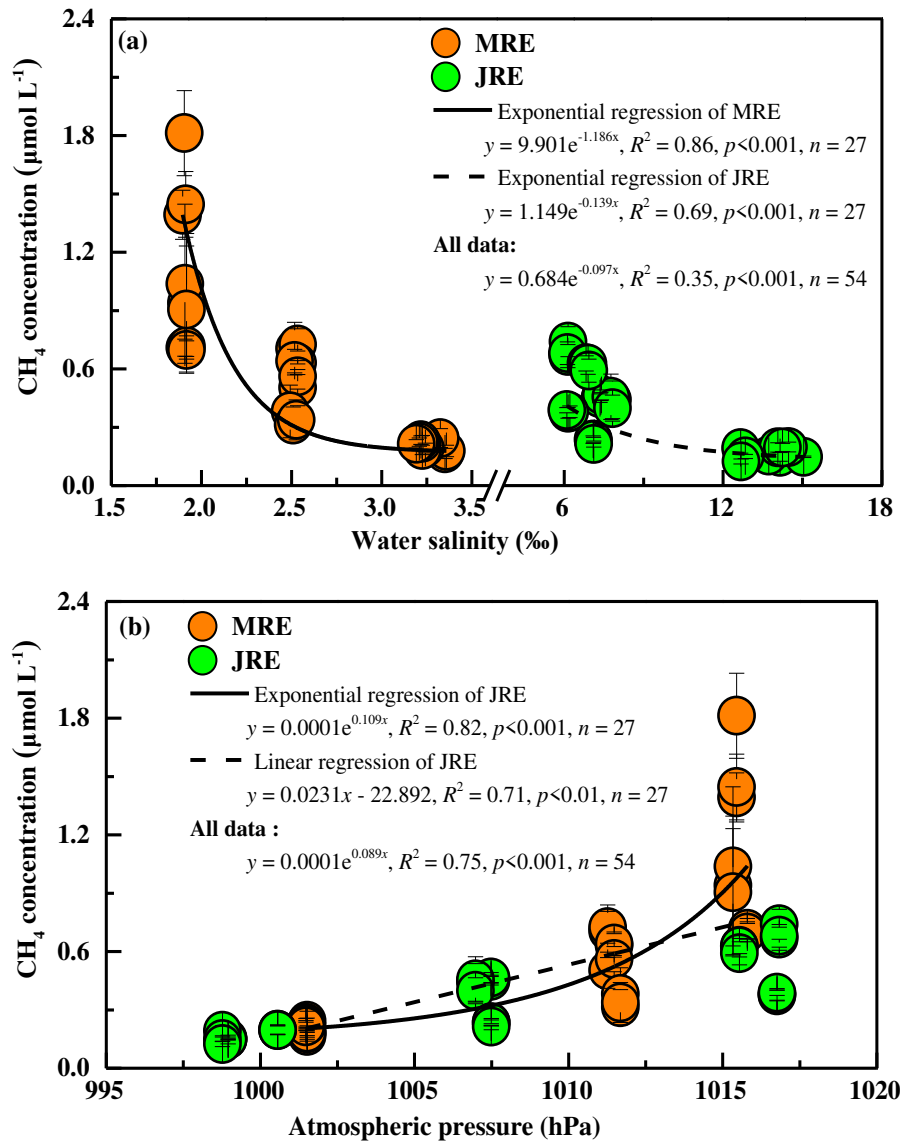 (a)
MRE
JRE
Exponential regression of MRE
y = 9.901e^-1.186x, R² = 0.86, p<0.001, n = 27
Exponential regression of JRE
y = 1.149e^-0.139x, R² = 0.69, p<0.001, n = 27
All data:
y = 0.684e^-0.097x, R² = 0.35, p<0.001, n = 54
CH₄ concentration (μmol L⁻¹)
2.4
1.8
1.2
0.6
0.0
1.5 2.0 2.5 3.0 3.5 6 12 18
Water salinity (‰)
(b)
MRE
JRE
Exponential regression of JRE
y = 0.0001e^0.109x, R² = 0.82, p<0.001, n = 27
Linear regression of JRE
y = 0.0231x - 22.892, R² = 0.71, p<0.01, n = 27
All data :
y = 0.0001e^0.089x, R² = 0.75, p<0.001, n = 54
CH₄ concentration (μmol L⁻¹)
2.4
1.8
1.2
0.6
0.0
995 1000 1005 1010 1015 1020
Atmospheric pressure (hPa)